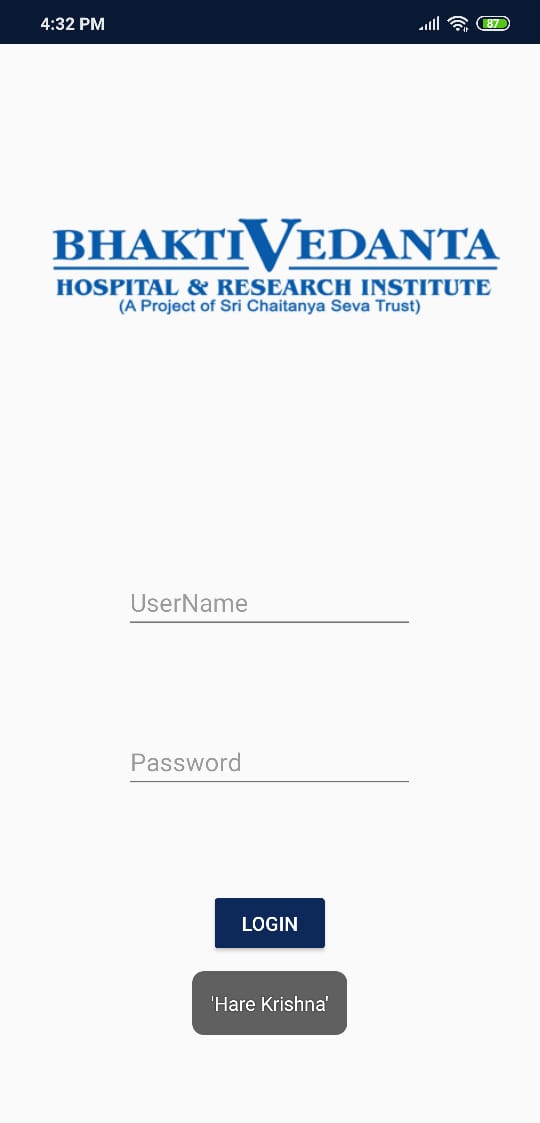 4:32 PM
87
BHAKTIVEDANTA
HOSPITAL & RESEARCH INSTITUTE
(A Project of Sri Chaitanya Seva Trust)
UserName
Password
LOGIN
'Hare Krishna'